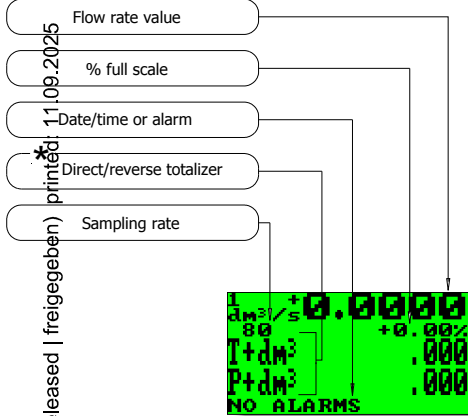 Flow rate value
% full scale
Date/time or alarm
* Direct/reverse totalizer
Sampling rate
eleased | freigegeben) printed: 11.09.2025
1 +0.0000
dm³/s
80 +0.00%
T+dm³ .000
P+dm³ .000
NO ALARMS